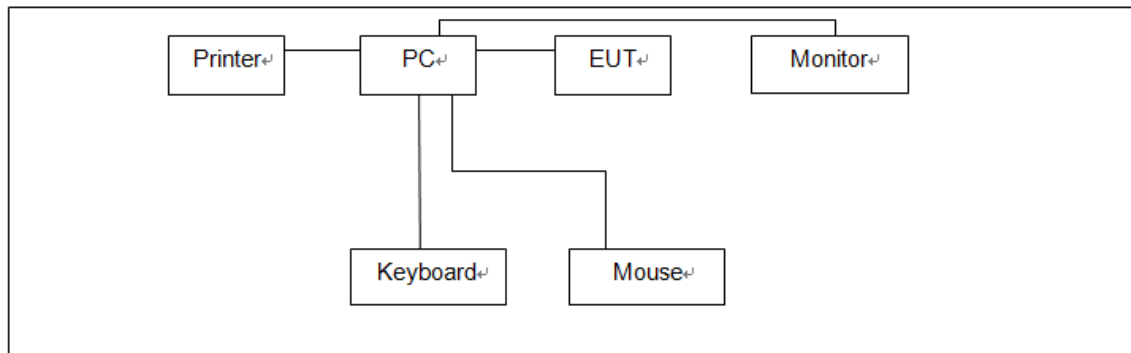 Printer
PC
EUT
Monitor
Keyboard
Mouse